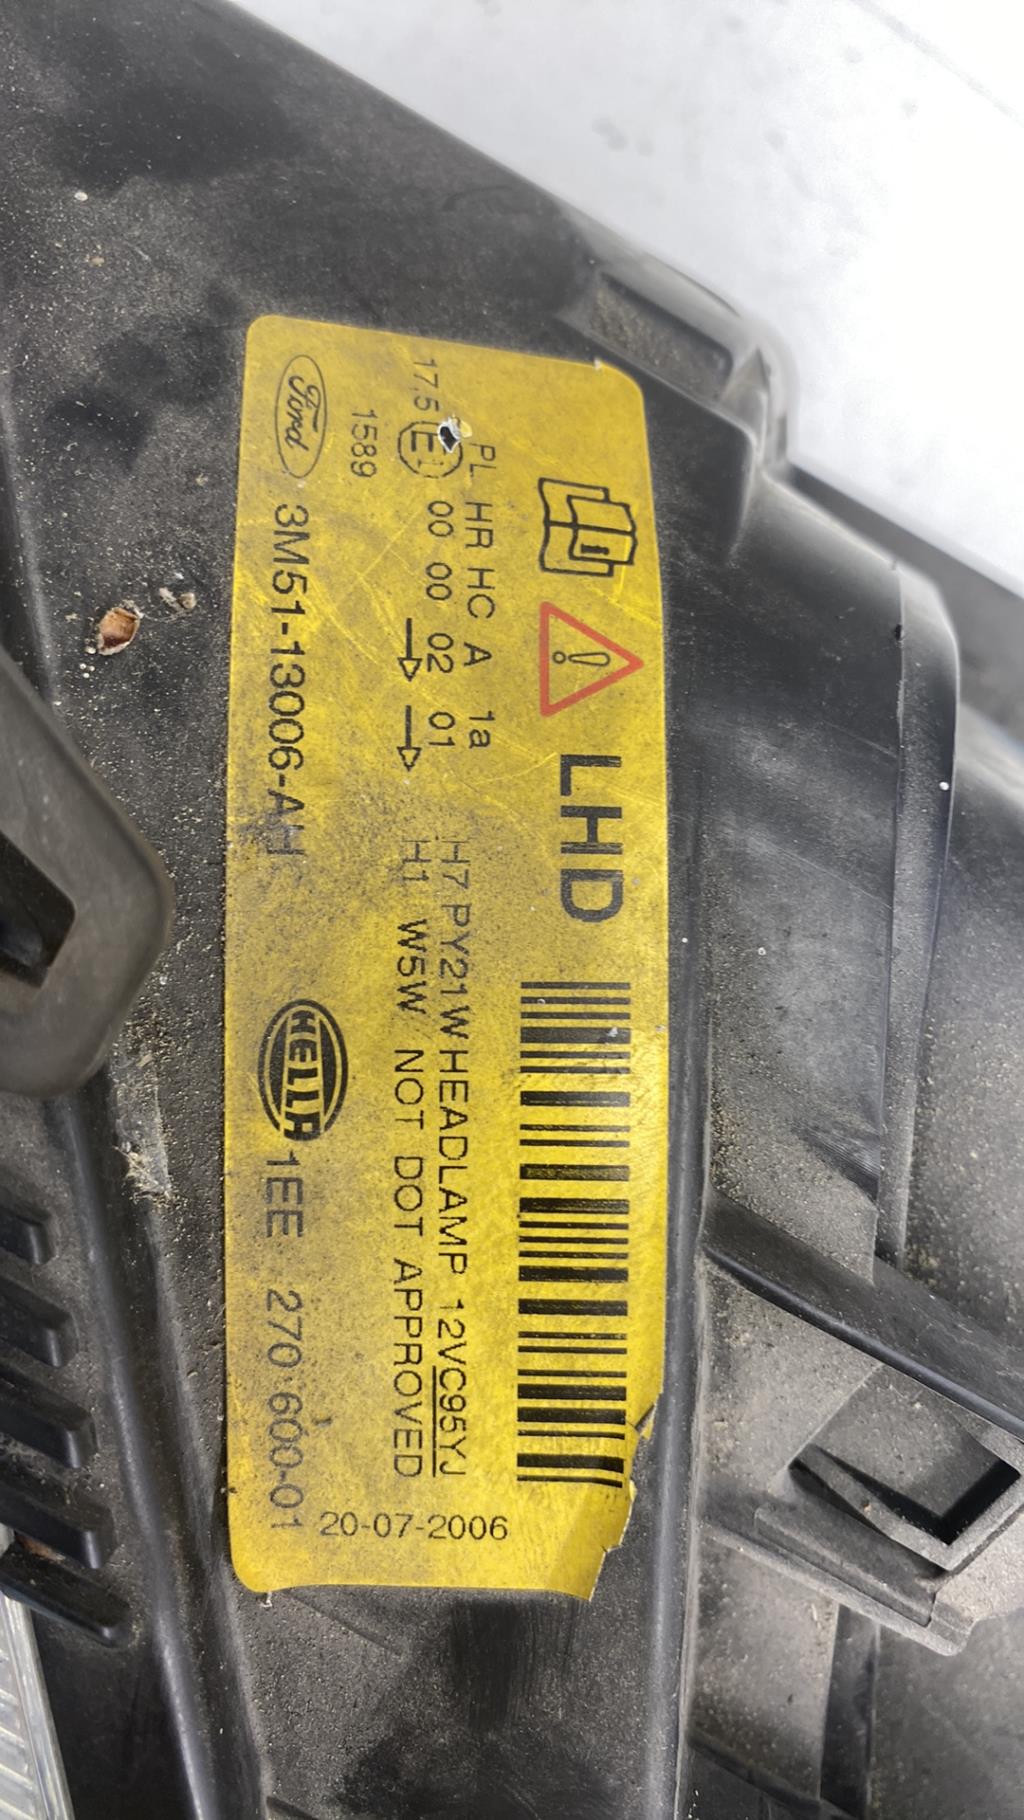 LHD
PL HR HC A 1a H7 PY21W HEADLAMP 12VC95YJ
17.5 E1 00 00 02 01 H1 W5W NOT DOT APPROVED
1589
Ford 3M51-13006-AH HELLA 1EE 270 600-01
20-07-2006